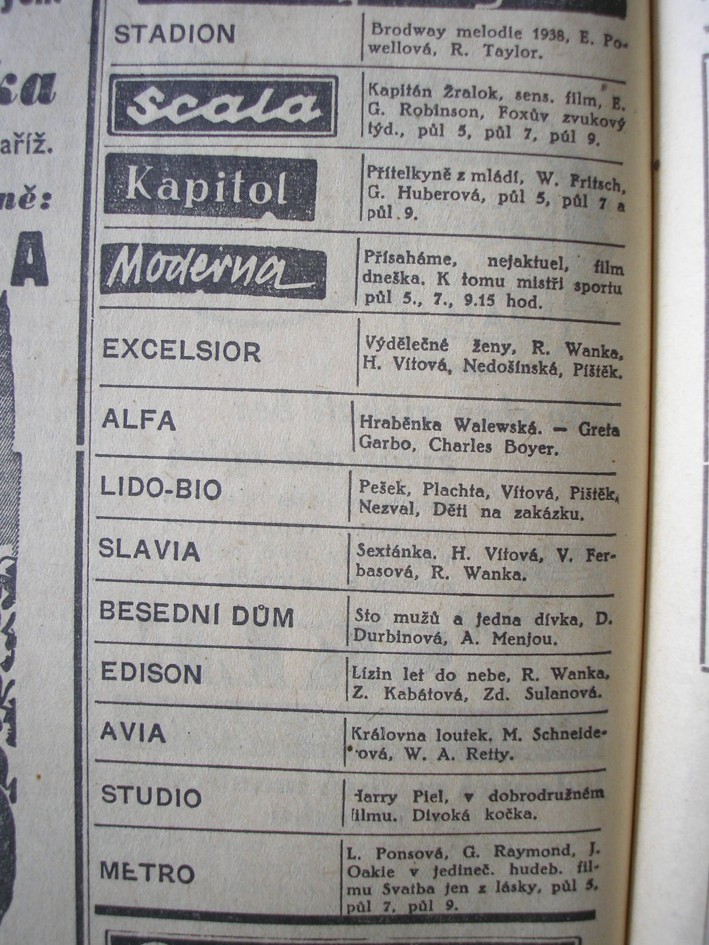 ka
aříž.
ně:
A
STADION
Brodway melodie 1938, E. Po-
wellová, R. Taylor.
Scala
Kapitán Žralok, sens. film, E.
G. Robinson, Foxův zvukový
týd., půl 5, půl 7, půl 9.
Kapitol
Přítelkyně z mládí, W. Fritsch,
G. Huberová, půl 5, půl 7 a
půl 9.
Moderna
Přísaháme, nejaktuel, film
dneška. K tomu mistři sportu
půl 5., 7., 9.15 hod.
EXCELSIOR
Výdělečné ženy, R. Wanka,
H. Vítová, Nedošínská, Pištěk.
ALFA
Hraběnka Walewská. — Greta
Garbo, Charles Boyer.
LIDO-BIO
Pešek, Plachta, Vítová, Pištěk,
Nezval, Děti na zakázku.
SLAVIA
Sextánka. H. Vítová, V. Fer-
basová, R. Wanka.
BESEDNÍ DŮM
Sto mužů a jedna dívka, D.
Durbinová, A. Menjou.
EDISON
Lízin let do nebe, R. Wanka,
Z. Kabátová, Zd. Sulanová.
AVIA
Královna loutek. M. Schneide-
ová, W. A. Retty.
STUDIO
Harry Piel, v dobrodružném
filmu. Divoká kočka.
METRO
L. Ponsová, G. Raymond, J.
Oakie v jedineč. hudeb. fil-
mu Svatba jen z lásky, půl 5,
půl 7, půl 9.